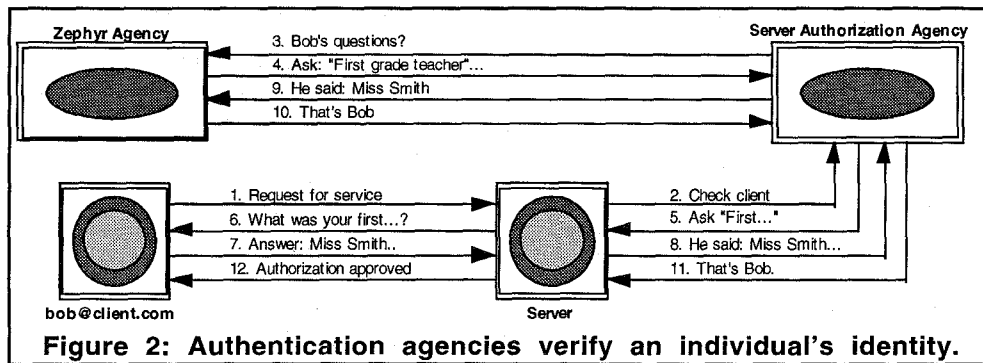 Zephyr Agency
Server Authorization Agency
3. Bob's questions?
4. Ask: "First grade teacher"...
9. He said: Miss Smith
10. That's Bob
1. Request for service
2. Check client
6. What was your first...?
5. Ask "First..."
7. Answer: Miss Smith..
8. He said: Miss Smith...
12. Authorization approved
11. That's Bob.
bob@client.com
Server
Figure 2: Authentication agencies verify an individual's identity.